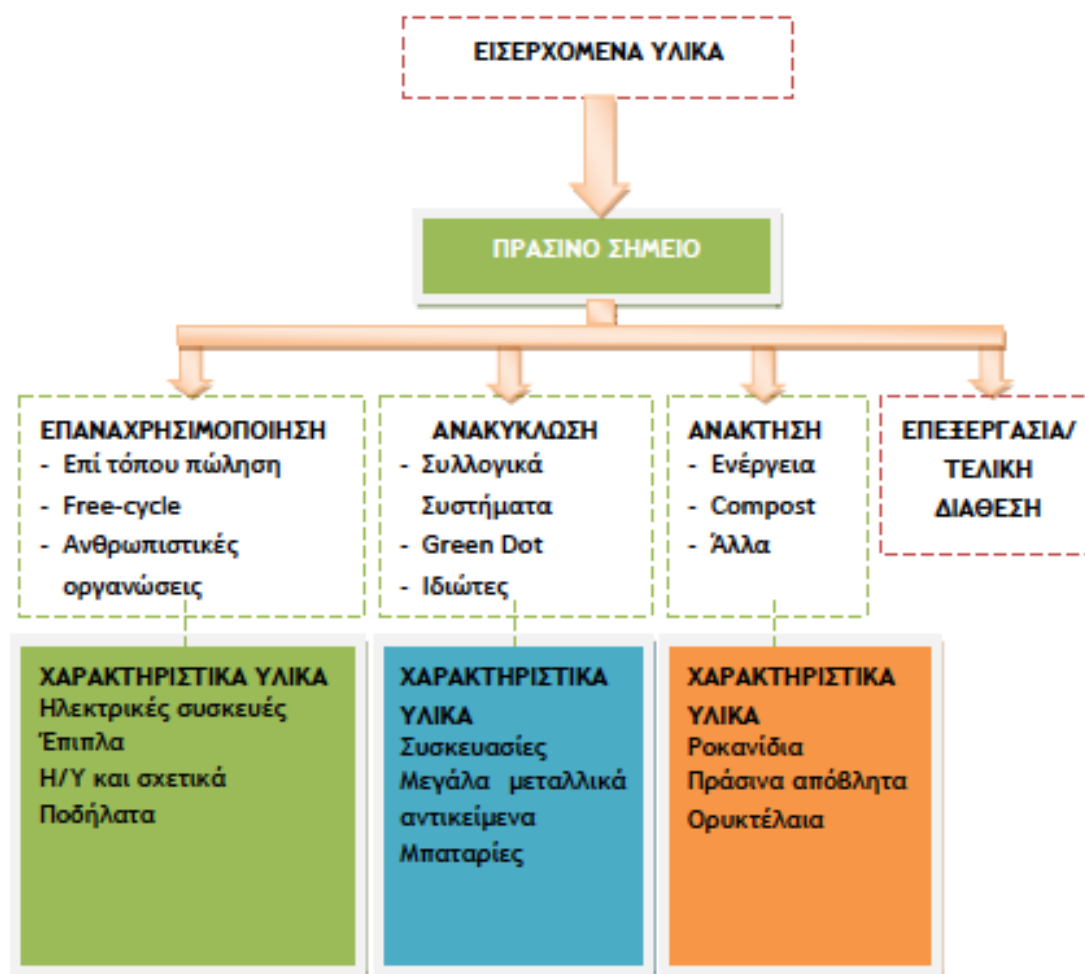 ΕΙΣΕΡΧΟΜΕΝΑ ΥΛΙΚΑ
ΠΡΑΣΙΝΟ ΣΗΜΕΙΟ
ΕΠΑΝΑΧΡΗΣΙΜΟΠΟΙΗΣΗ
- Επί τόπου πώληση
- Free-cycle
- Ανθρωπιστικές
οργανώσεις
ΑΝΑΚΥΚΛΩΣΗ
- Συλλογικά
Συστήματα
- Green Dot
- Ιδιώτες
ΑΝΑΚΤΗΣΗ
- Ενέργεια
- Compost
- Άλλα
ΕΠΕΞΕΡΓΑΣΙΑ/
ΤΕΛΙΚΗ
ΔΙΑΘΕΣΗ
ΧΑΡΑΚΤΗΡΙΣΤΙΚΑ ΥΛΙΚΑ
Ηλεκτρικές συσκευές
Έπιπλα
Η/Υ και σχετικά
Ποδήλατα
ΧΑΡΑΚΤΗΡΙΣΤΙΚΑ
ΥΛΙΚΑ
Συσκευασίες
Μεγάλα μεταλλικά
αντικείμενα
Μπαταρίες
ΧΑΡΑΚΤΗΡΙΣΤΙΚΑ
ΥΛΙΚΑ
Ροκανίδια
Πράσινα απόβλητα
Ορυκτέλαια